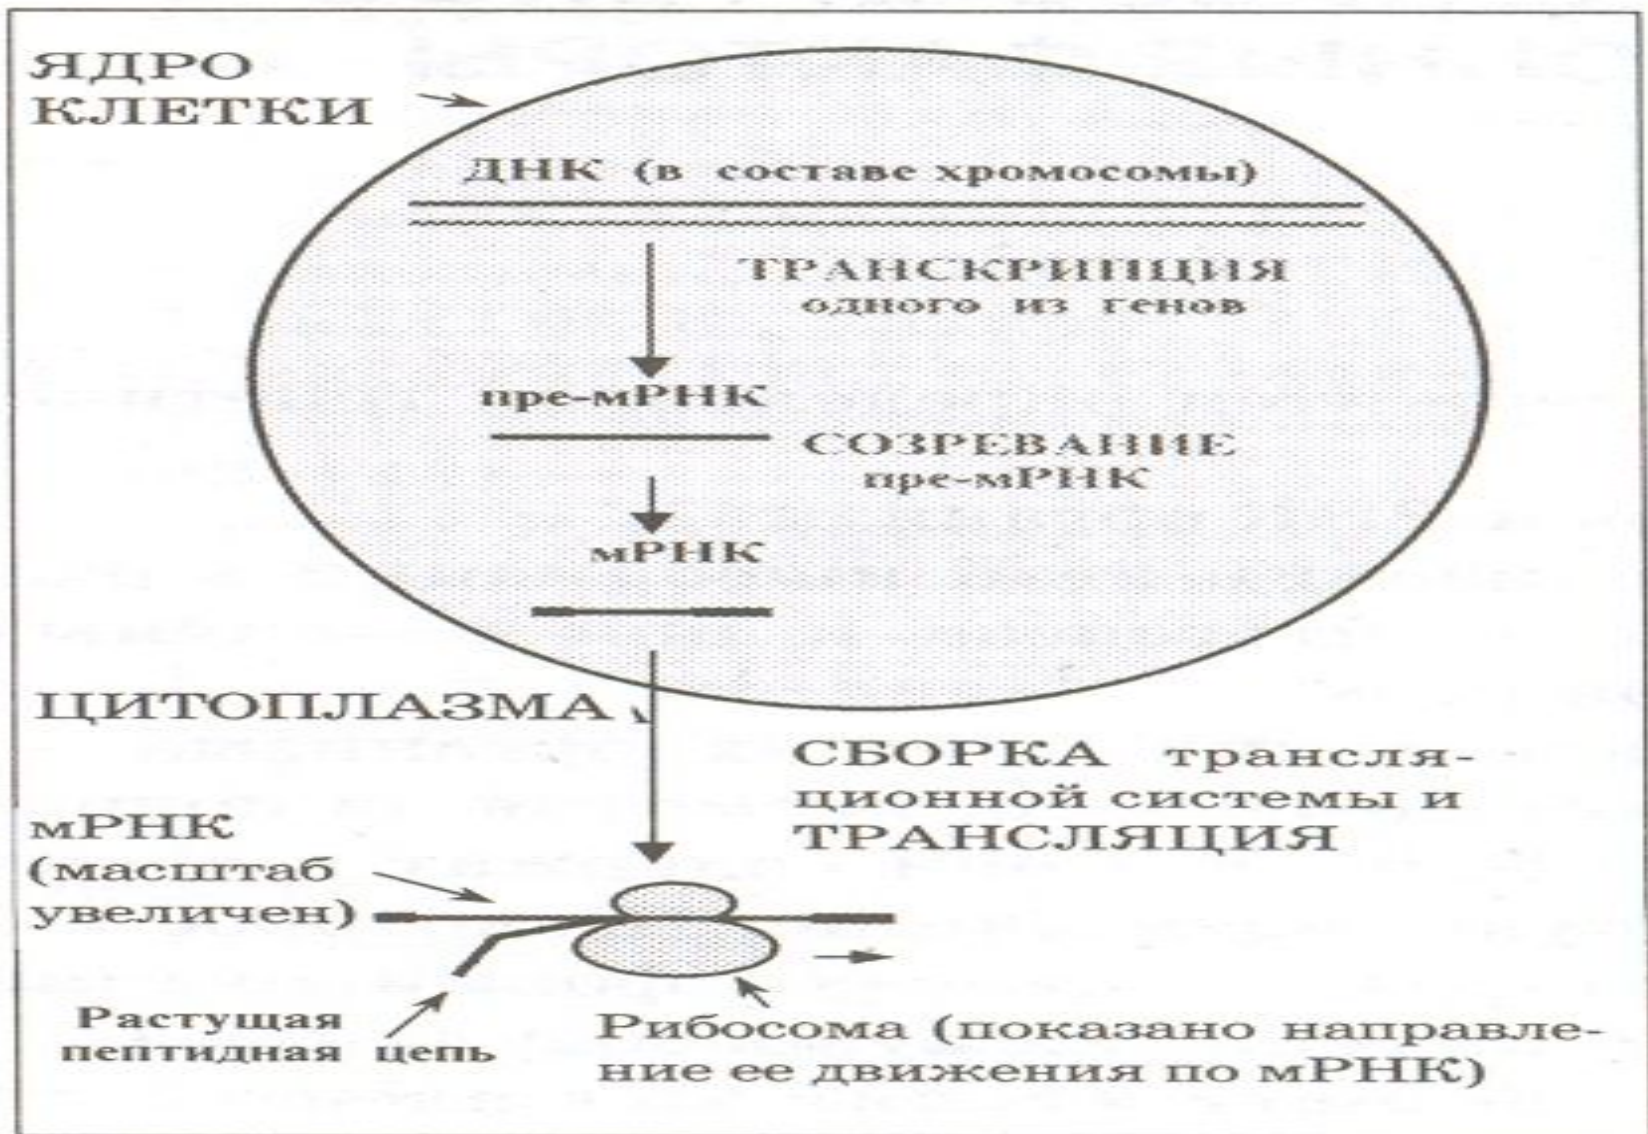 ЯДРО
КЛЕТКИ
ДНК (в составе хромосомы)
ТРАНСКРИПЦИЯ
одного из генов
пре-мРНК
СОЗРЕВАНИЕ
пре-мРНК
мРНК
ЦИТОПЛАЗМА
СБОРКА трансля-
ционной системы и
ТРАНСЛЯЦИЯ
мРНК
(масштаб
увеличен)
Растущая
пептидная цепь
Рибосома (показано направле-
ние ее движения по мРНК)